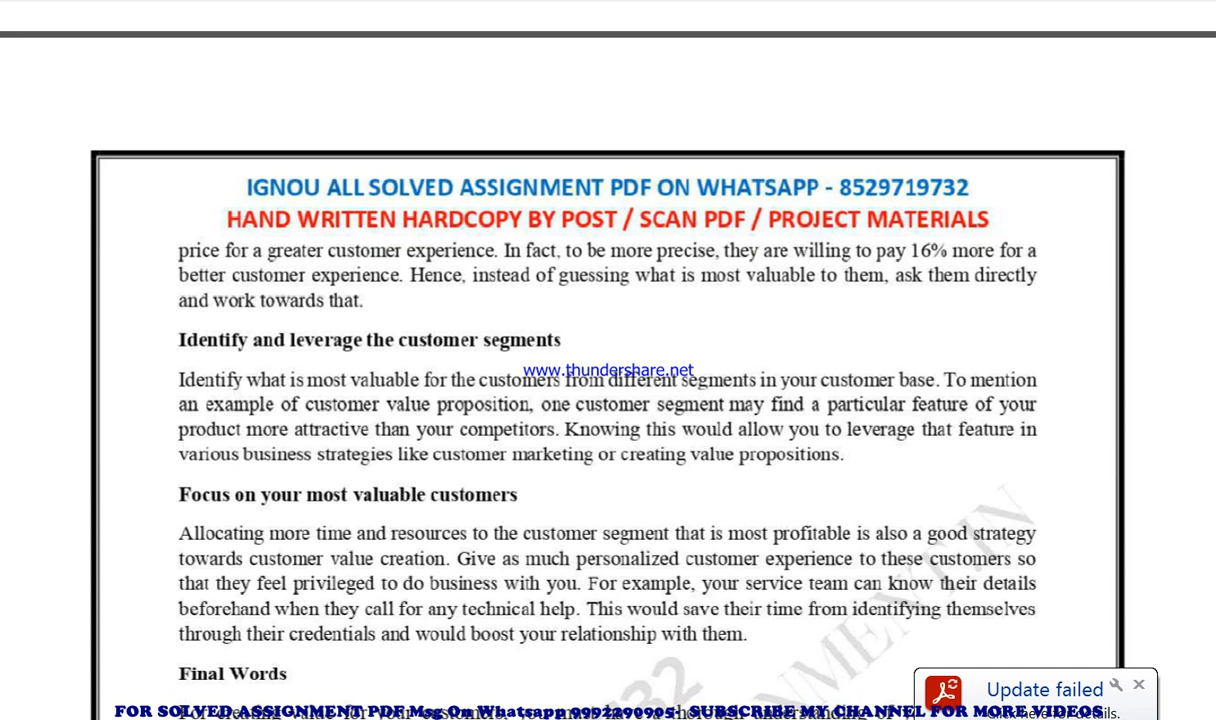 IGNOU ALL SOLVED ASSIGNMENT PDF ON WHATSAPP - 8529719732
HAND WRITTEN HARDCOPY BY POST / SCAN PDF / PROJECT MATERIALS
price for a greater customer experience. In fact, to be more precise, they are willing to pay 16% more for a
better customer experience. Hence, instead of guessing what is most valuable to them, ask them directly
and work towards that.
Identify and leverage the customer segments
www.thundershare.net
Identify what is most valuable for the customers from different segments in your customer base. To mention
an example of customer value proposition, one customer segment may find a particular feature of your
product more attractive than your competitors. Knowing this would allow you to leverage that feature in
various business strategies like customer marketing or creating value propositions.
Focus on your most valuable customers
Allocating more time and resources to the customer segment that is most profitable is also a good strategy
towards customer value creation. Give as much personalized customer experience to these customers so
that they feel privileged to do business with you. For example, your service team can know their details
beforehand when they call for any technical help. This would save their time from identifying themselves
through their credentials and would boost your relationship with them.
Final Words
Update failed
FOR SOLVED ASSIGNMENT PDF Msg On Whatsapp 9992290905- SUBSCRIBE MY CHANNEL FOR MORE VIDEOS